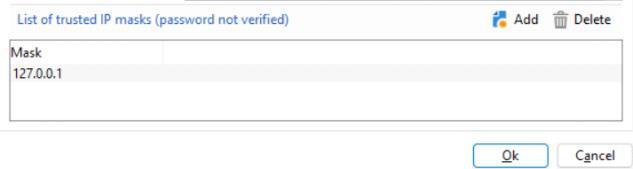 List of trusted IP masks (password not verified) Add Delete
Mask
127.0.0.1
Ok Cancel